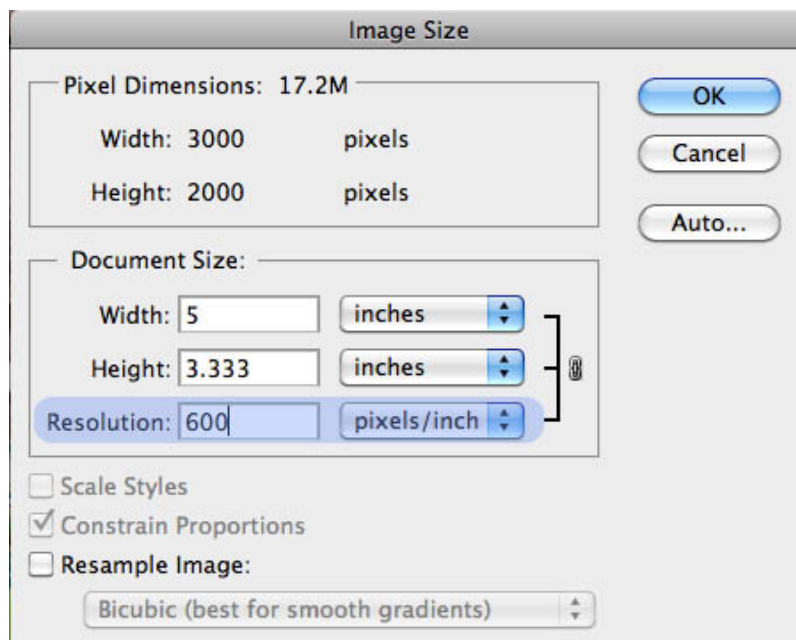 Image Size
Pixel Dimensions: 17.2M
Width: 3000 pixels
Height: 2000 pixels
OK
Cancel
Auto...
Document Size:
Width: 5 inches
Height: 3.333 inches
Resolution: 600 pixels/inch
Scale Styles
Constrain Proportions
Resample Image:
Bicubic (best for smooth gradients)